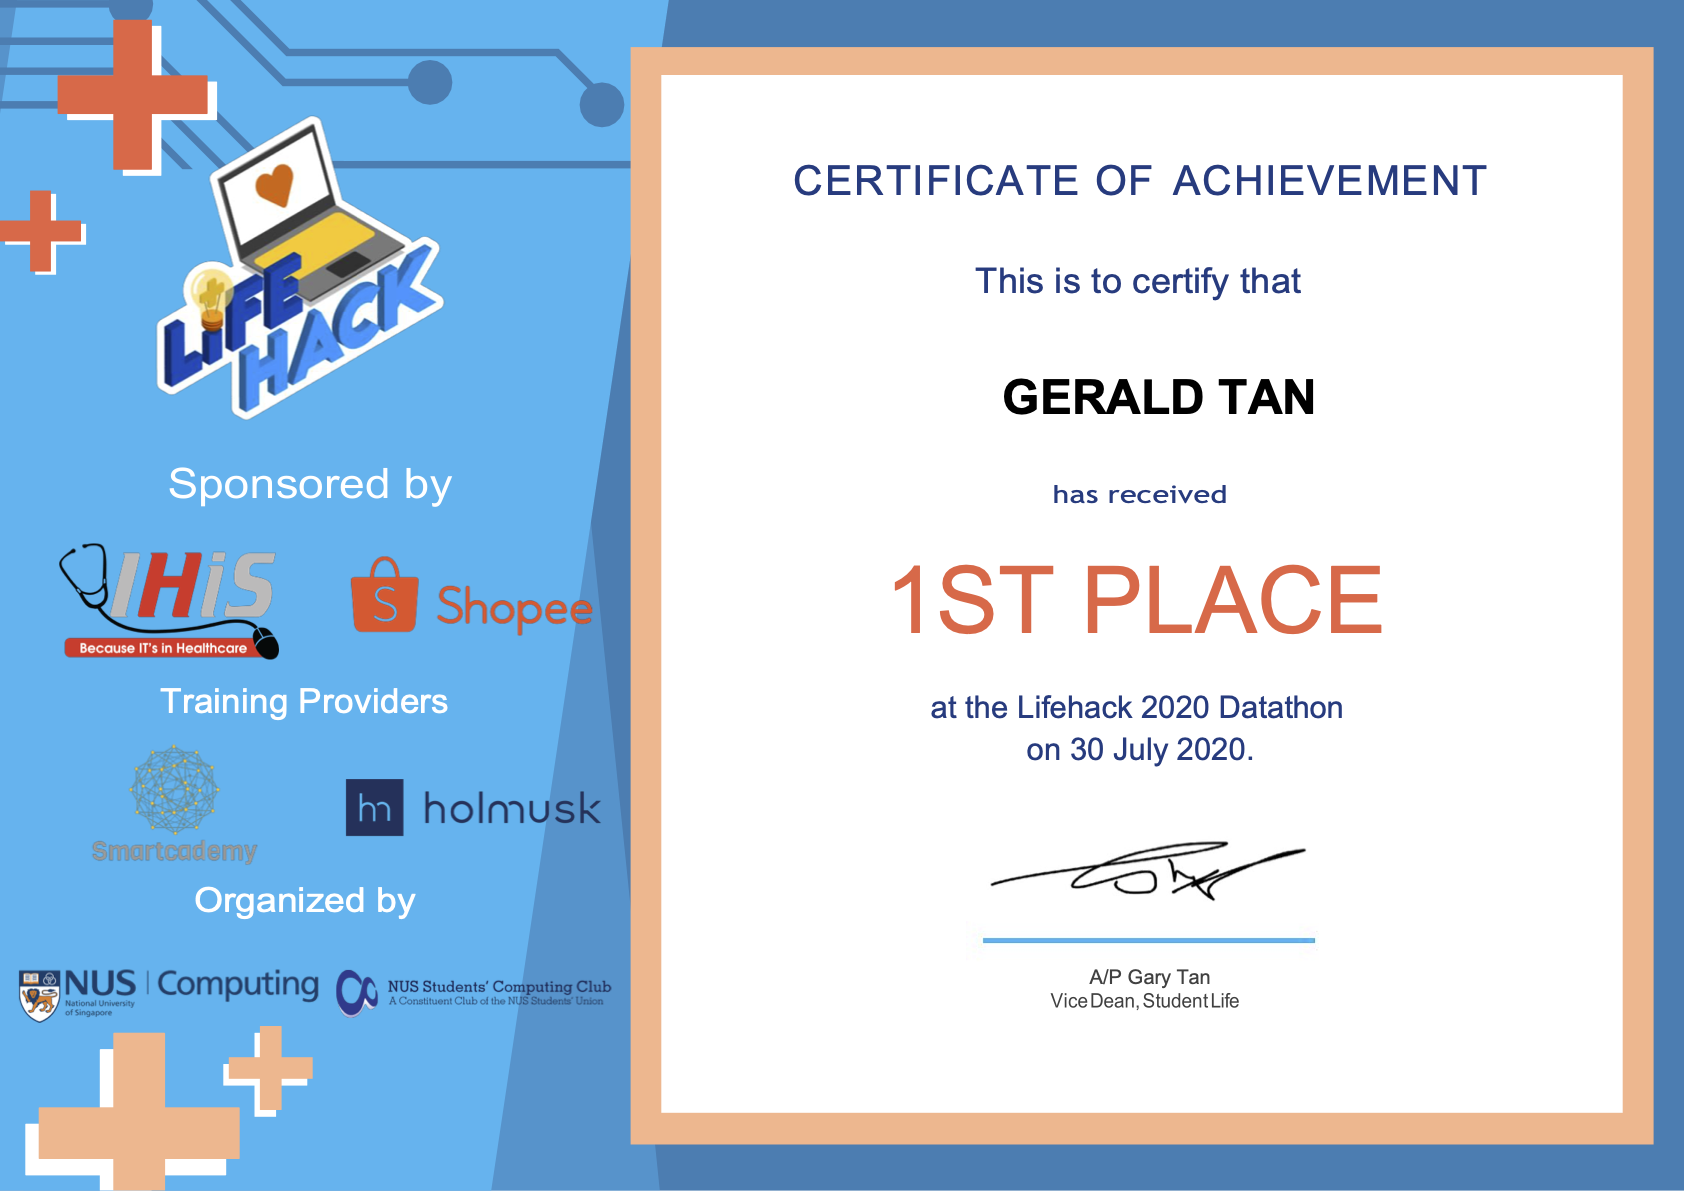 LiFE
HACK
Sponsored by
IHiS
Because IT's in Healthcare
S
Shopee
Training Providers
Smartcademy
hm
holmusk
Organized by
NUS
National University
of Singapore
Computing
NUS Students' Computing Club
A Constituent Club of the NUS Students' Union
CERTIFICATE OF ACHIEVEMENT
This is to certify that
GERALD TAN
has received
1ST PLACE
at the Lifehack 2020 Datathon
on 30 July 2020.
A/P Gary Tan
Vice Dean, Student Life